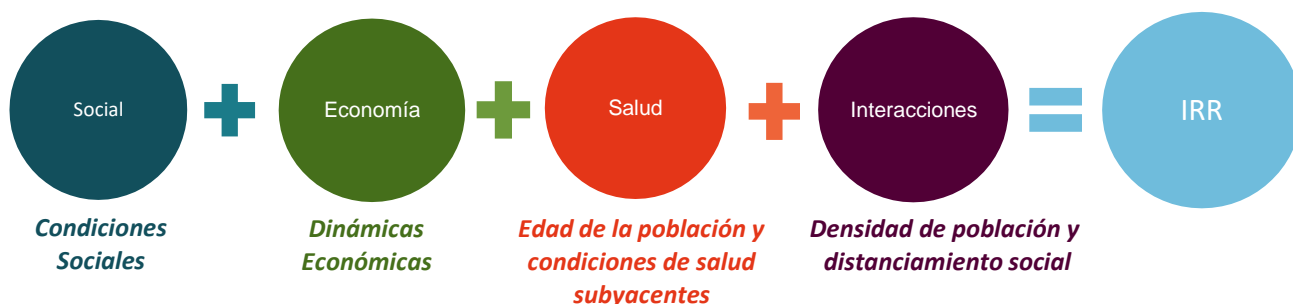 Social
Economía
Salud
Interacciones
IRR
Condiciones
Sociales
Dinámicas
Económicas
Edad de la población y
condiciones de salud
subyacentes
Densidad de población y
distanciamiento social